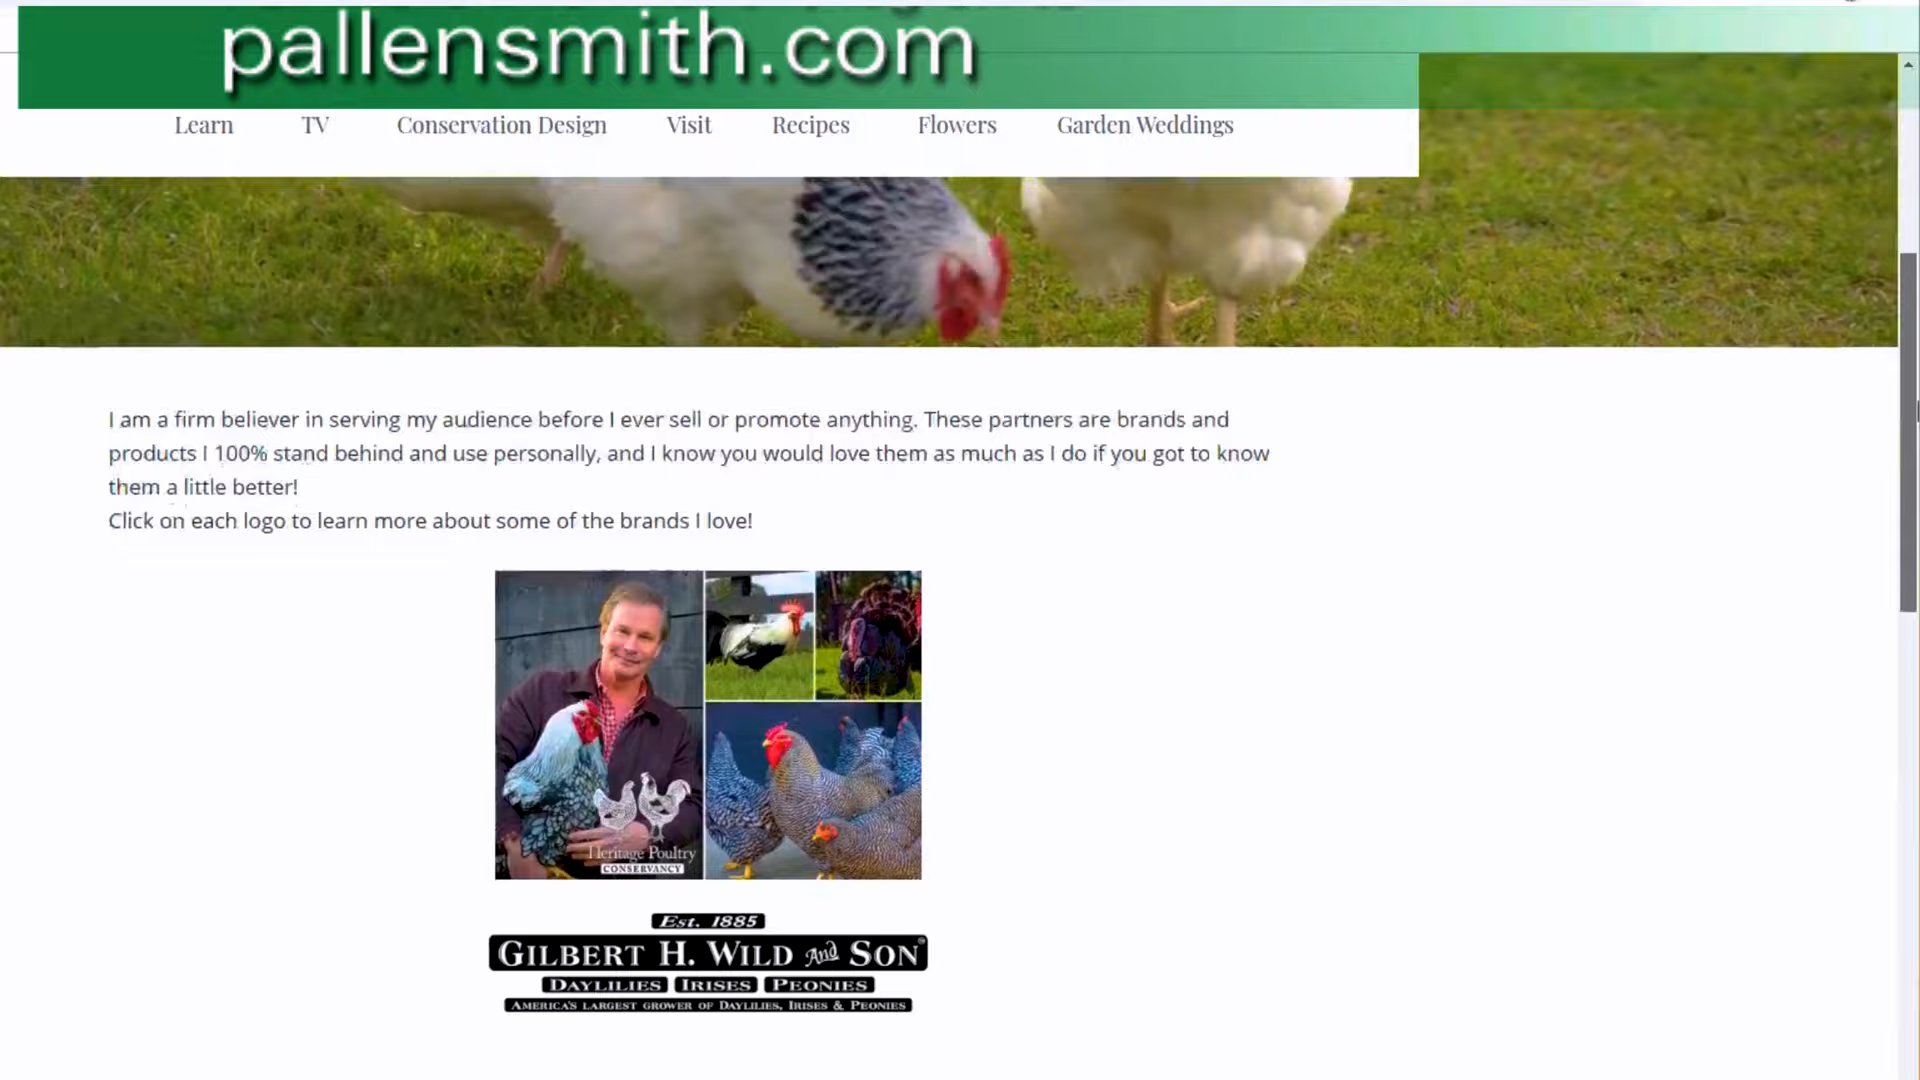 pallensmith.com
Learn TV Conservation Design Visit Recipes Flowers Garden Weddings
I am a firm believer in serving my audience before I ever sell or promote anything. These partners are brands and
products I 100% stand behind and use personally, and I know you would love them as much as I do if you got to know
them a little better!
Click on each logo to learn more about some of the brands I love!
Heritage Poultry
CONSERVANCY
Est. 1885
GILBERT H. WILD And SON®
DAYLILIES IRISES PEONIES
AMERICA'S LARGEST GROWER OF DAYLILIES, IRISES & PEONIES